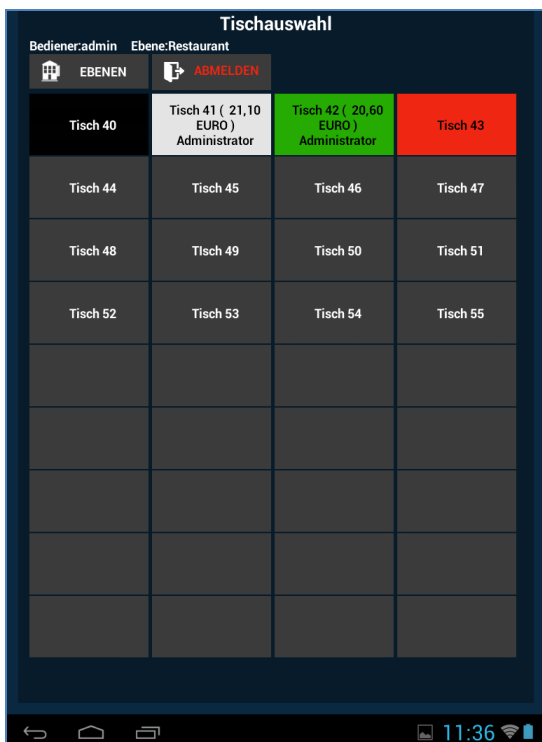 Tischauswahl
Bediener:admin Ebene:Restaurant
EBENEN ABMELDEN
Tisch 40
Tisch 41 ( 21,10
EURO )
Administrator
Tisch 42 ( 20,60
EURO )
Administrator
Tisch 43
Tisch 44
Tisch 45
Tisch 46
Tisch 47
Tisch 48
TIsch 49
Tisch 50
Tisch 51
Tisch 52
Tisch 53
Tisch 54
Tisch 55
11:36